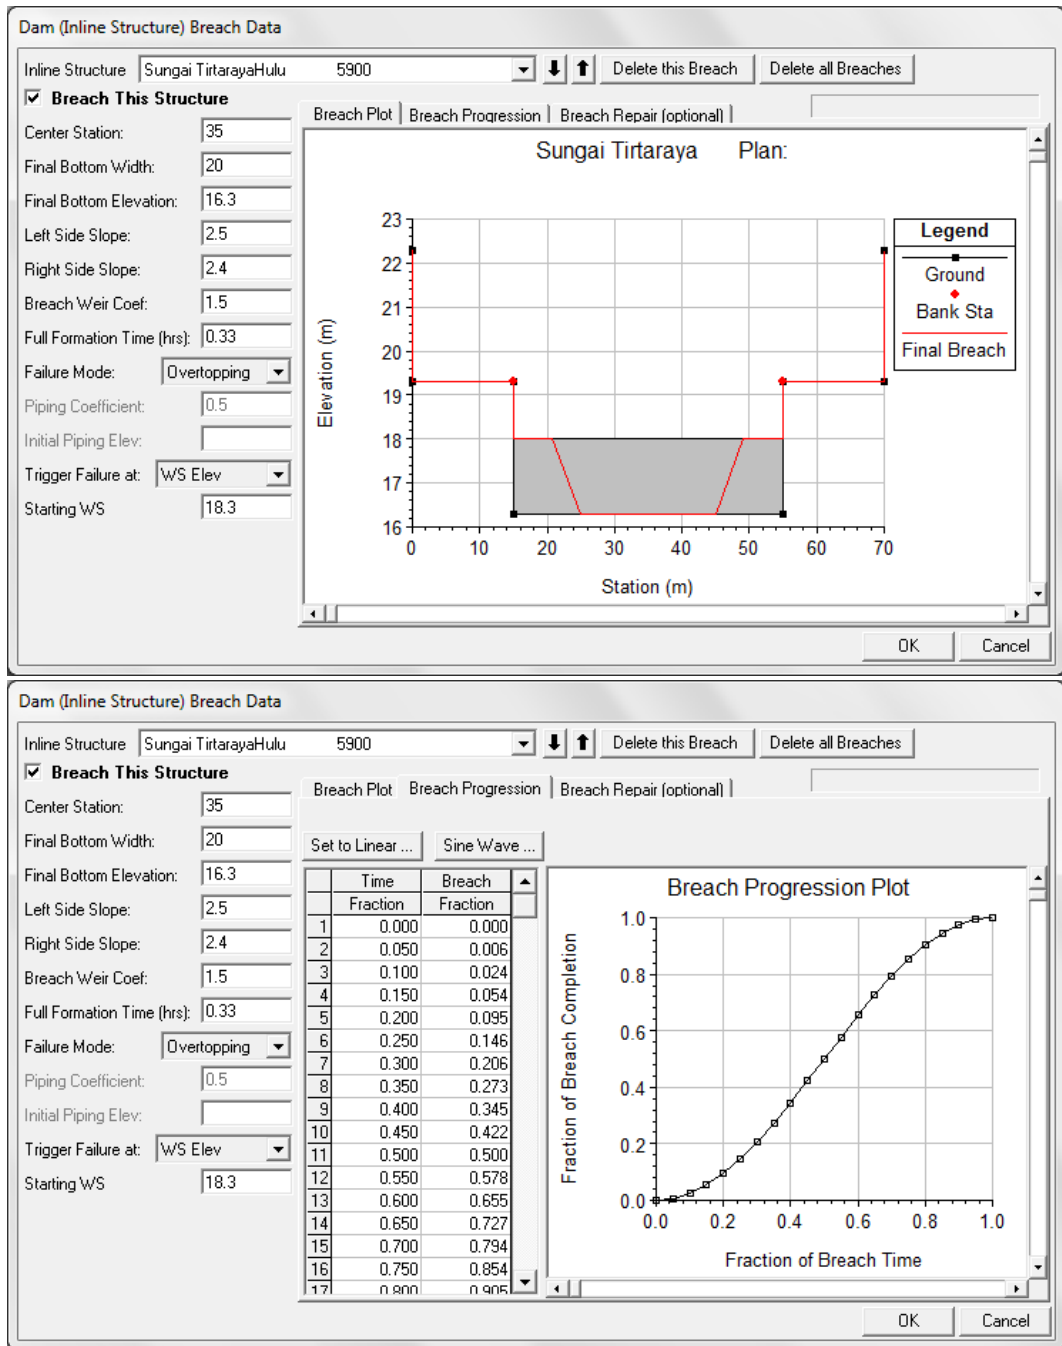 Dam (Inline Structure) Breach Data
Inline Structure Sungai TirtarayaHulu 5900 Delete this Breach Delete all Breaches
Breach This Structure
Breach Plot Breach Progression Breach Repair (optional)
Center Station: 35
Final Bottom Width: 20
Final Bottom Elevation: 16.3
Left Side Slope: 2.5
Right Side Slope: 2.4
Breach Weir Coef: 1.5
Full Formation Time (hrs): 0.33
Failure Mode: Overtopping
Piping Coefficient: 0.5
Initial Piping Elev:
Trigger Failure at: WS Elev
Starting WS 18.3
Sungai Tirtaraya Plan:
Elevation (m)
23
22
21
20
19
18
17
16
0 10 20 30 40 50 60 70
Station (m)
Legend
Ground
Bank Sta
Final Breach
OK Cancel
Dam (Inline Structure) Breach Data
Inline Structure Sungai TirtarayaHulu 5900 Delete this Breach Delete all Breaches
Breach This Structure
Breach Plot Breach Progression Breach Repair (optional)
Center Station: 35
Final Bottom Width: 20
Final Bottom Elevation: 16.3
Left Side Slope: 2.5
Right Side Slope: 2.4
Breach Weir Coef: 1.5
Full Formation Time (hrs): 0.33
Failure Mode: Overtopping
Piping Coefficient: 0.5
Initial Piping Elev:
Trigger Failure at: WS Elev
Starting WS 18.3
Set to Linear ... Sine Wave ...
Time Breach
Fraction Fraction
1 0.000 0.000
2 0.050 0.006
3 0.100 0.024
4 0.150 0.054
5 0.200 0.095
6 0.250 0.146
7 0.300 0.206
8 0.350 0.273
9 0.400 0.345
10 0.450 0.422
11 0.500 0.500
12 0.550 0.578
13 0.600 0.655
14 0.650 0.727
15 0.700 0.794
16 0.750 0.854
17 0.800 0.905
Breach Progression Plot
Fraction of Breach Completion
1.0
0.8
0.6
0.4
0.2
0.0
0.0 0.2 0.4 0.6 0.8 1.0
Fraction of Breach Time
OK Cancel